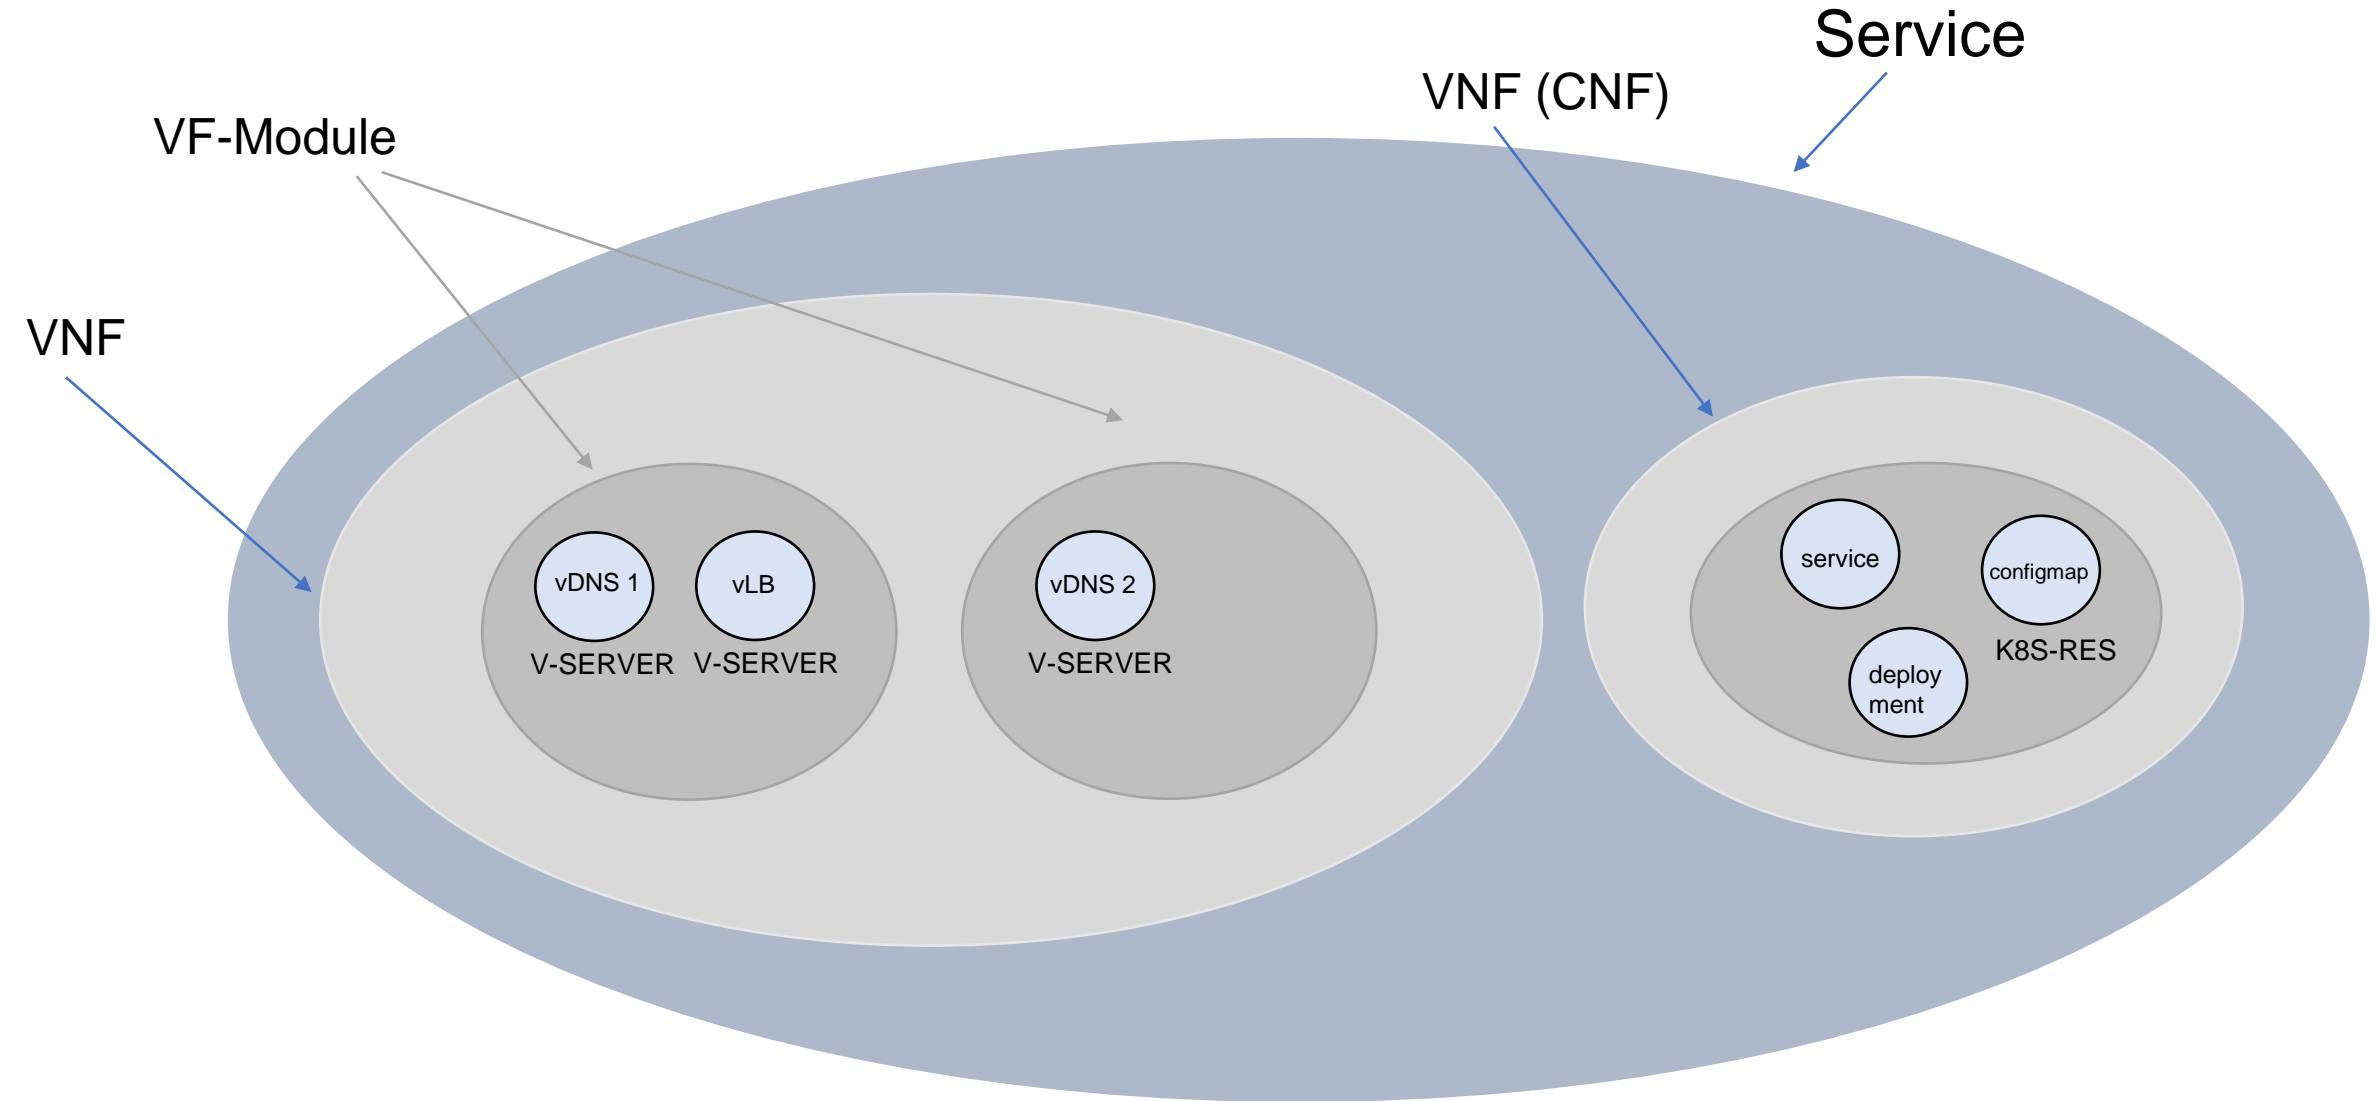 Service
VNF (CNF)
VF-Module
VNF
vDNS 1
vLB
V-SERVER
V-SERVER
vDNS 2
V-SERVER
service
configmap
K8S-RES
deploy
ment